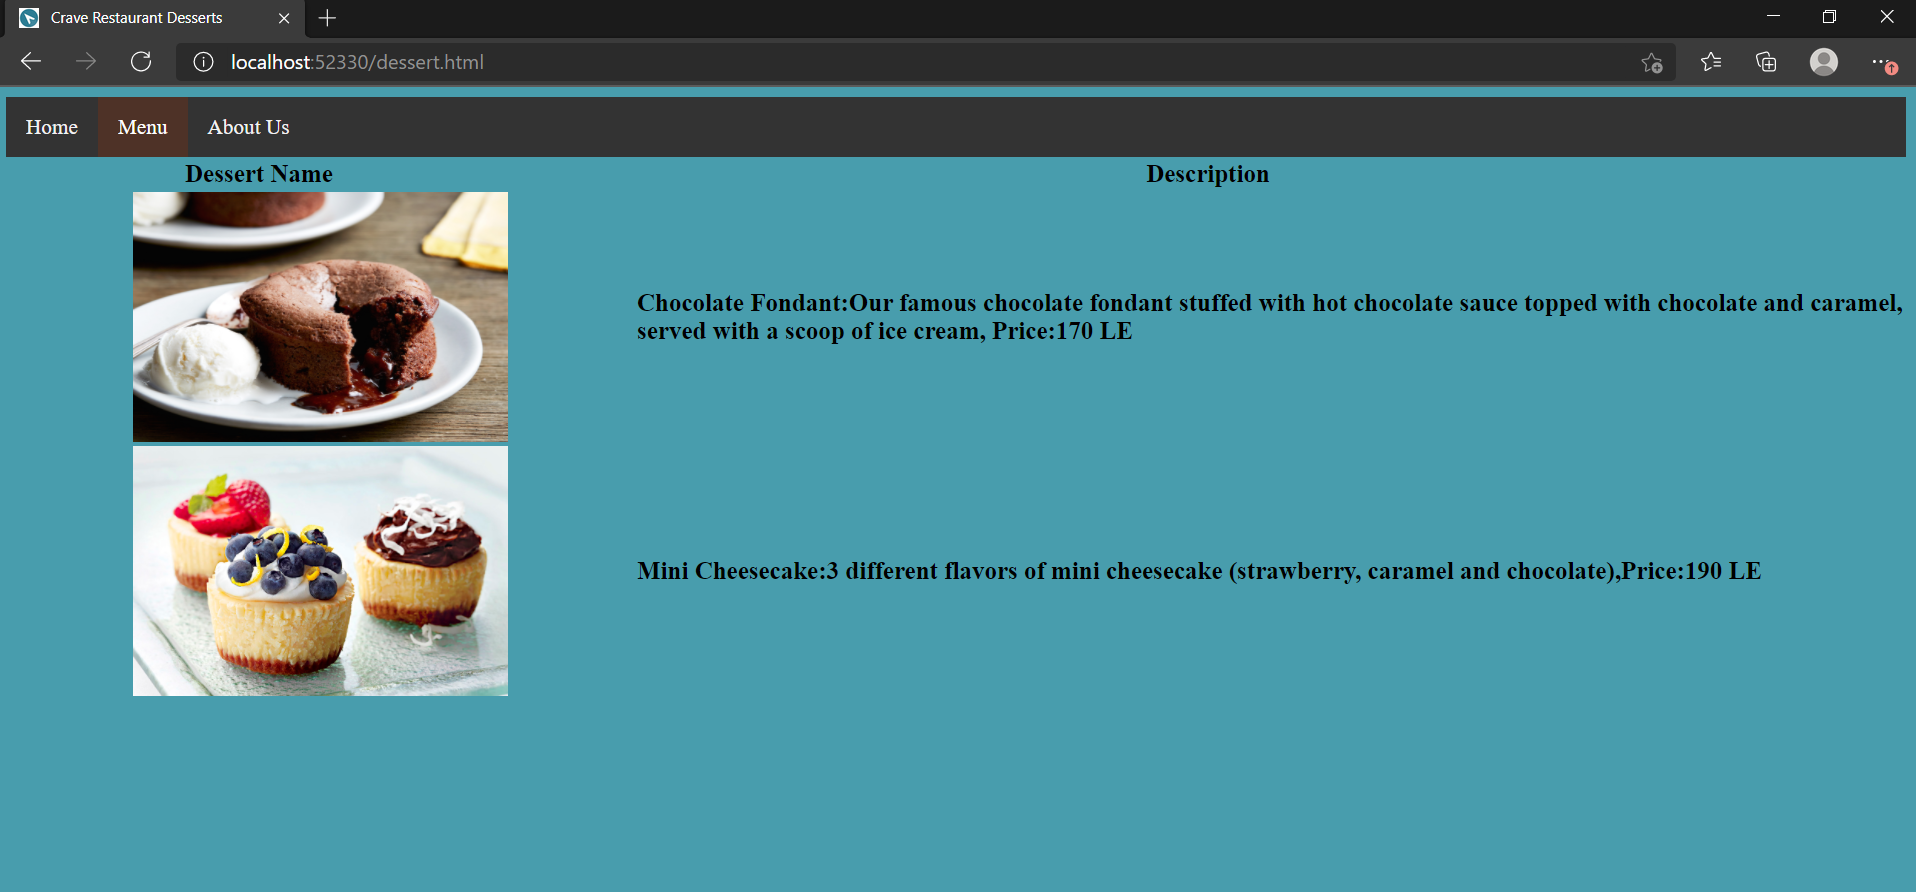 Crave Restaurant Desserts
localhost:52330/dessert.html
Home Menu About Us
Dessert Name Description
Chocolate Fondant:Our famous chocolate fondant stuffed with hot chocolate sauce topped with chocolate and caramel,
served with a scoop of ice cream, Price:170 LE
Mini Cheesecake:3 different flavors of mini cheesecake (strawberry, caramel and chocolate),Price:190 LE